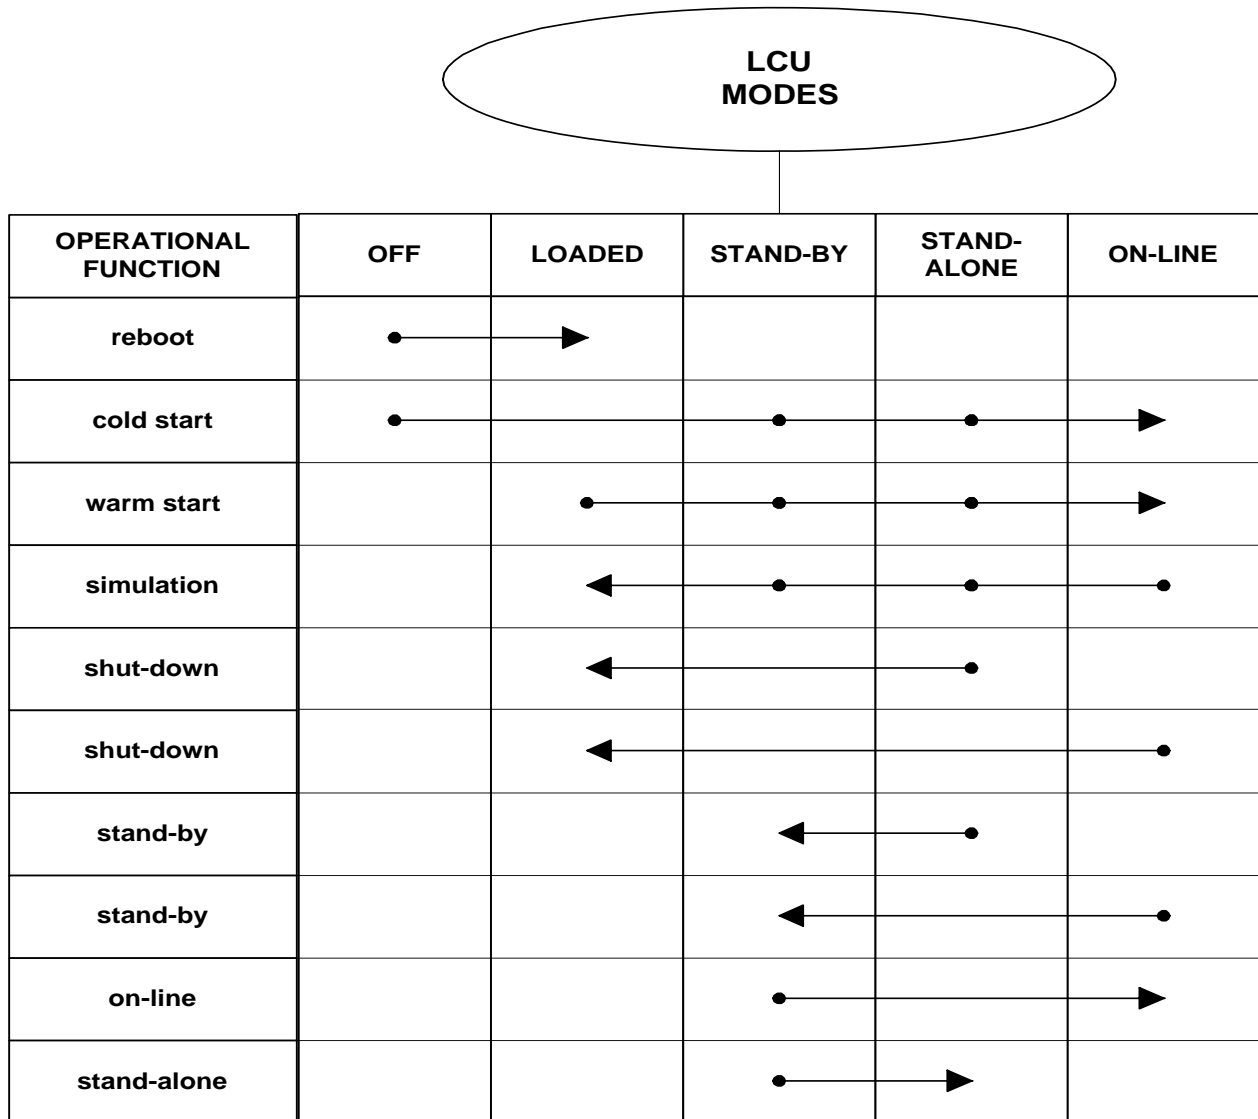 LCU
MODES
OPERATIONAL
FUNCTION
OFF
LOADED
STAND-BY
STAND-
ALONE
ON-LINE
reboot
cold start
warm start
simulation
shut-down
shut-down
stand-by
stand-by
on-line
stand-alone